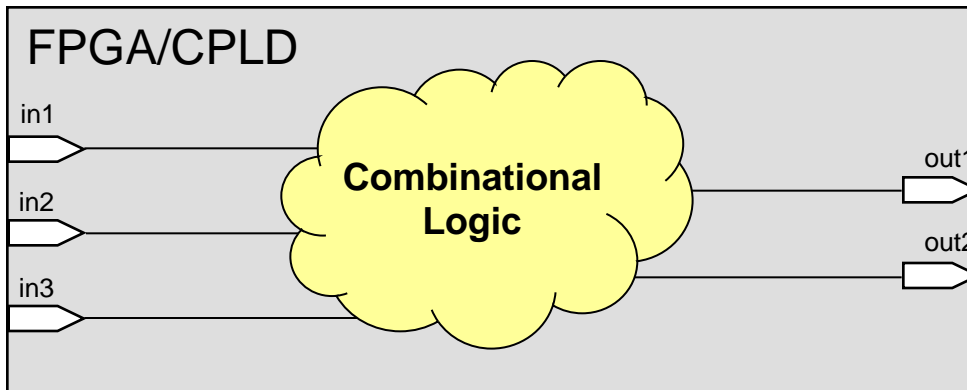 FPGA/CPLD
in1
in2
in3
Combinational
Logic
out1
out2